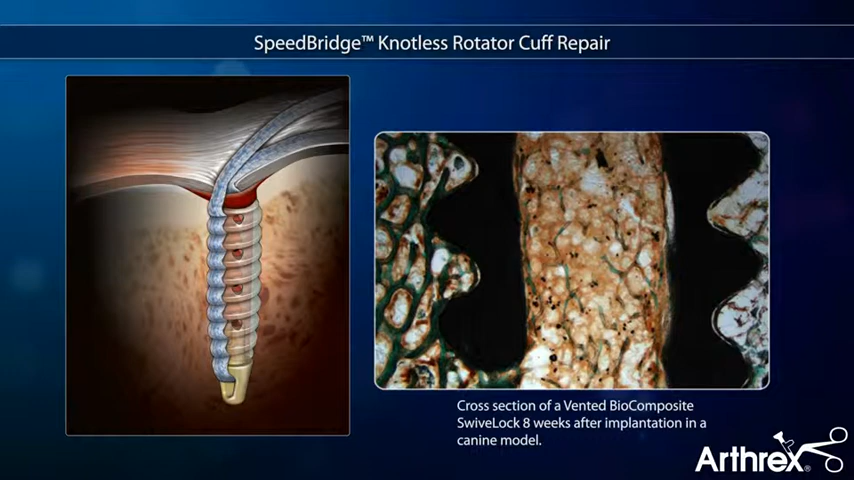 SpeedBridge™ Knotless Rotator Cuff Repair
Cross section of a Vented BioComposite
SwiveLock 8 weeks after implantation in a
canine model.
Arthrex®